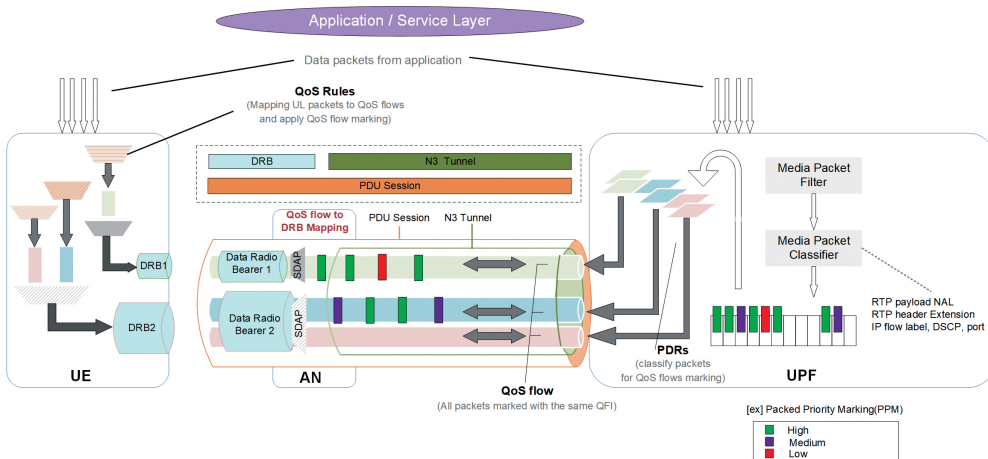 Application / Service Layer
Data packets from application
QoS Rules
(Mapping UL packets to QoS flows
and apply QoS flow marking)
DRB
N3 Tunnel
PDU Session
Media Packet
Filter
QoS flow to
DRB Mapping
PDU Session
N3 Tunnel
Media Packet
Classifier
DRB1
Data Radio
Bearer 1
SDAP
RTP payload NAL
RTP header Extension
IP flow label, DSCP, port
DRB2
Data Radio
Bearer 2
SDAP
PDRs
(classify packets
for QoS flows marking)
UE
AN
QoS flow
(All packets marked with the same QFI)
UPF
[ex] Packed Priority Marking(PPM)
High
Medium
Low